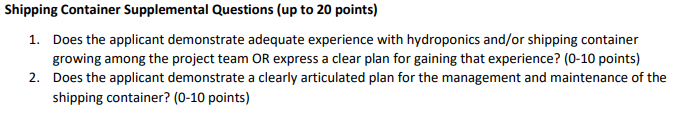 Shipping Container Supplemental Questions (up to 20 points)
1. Does the applicant demonstrate adequate experience with hydroponics and/or shipping container
growing among the project team OR express a clear plan for gaining that experience? (0-10 points)
2. Does the applicant demonstrate a clearly articulated plan for the management and maintenance of the
shipping container? (0-10 points)